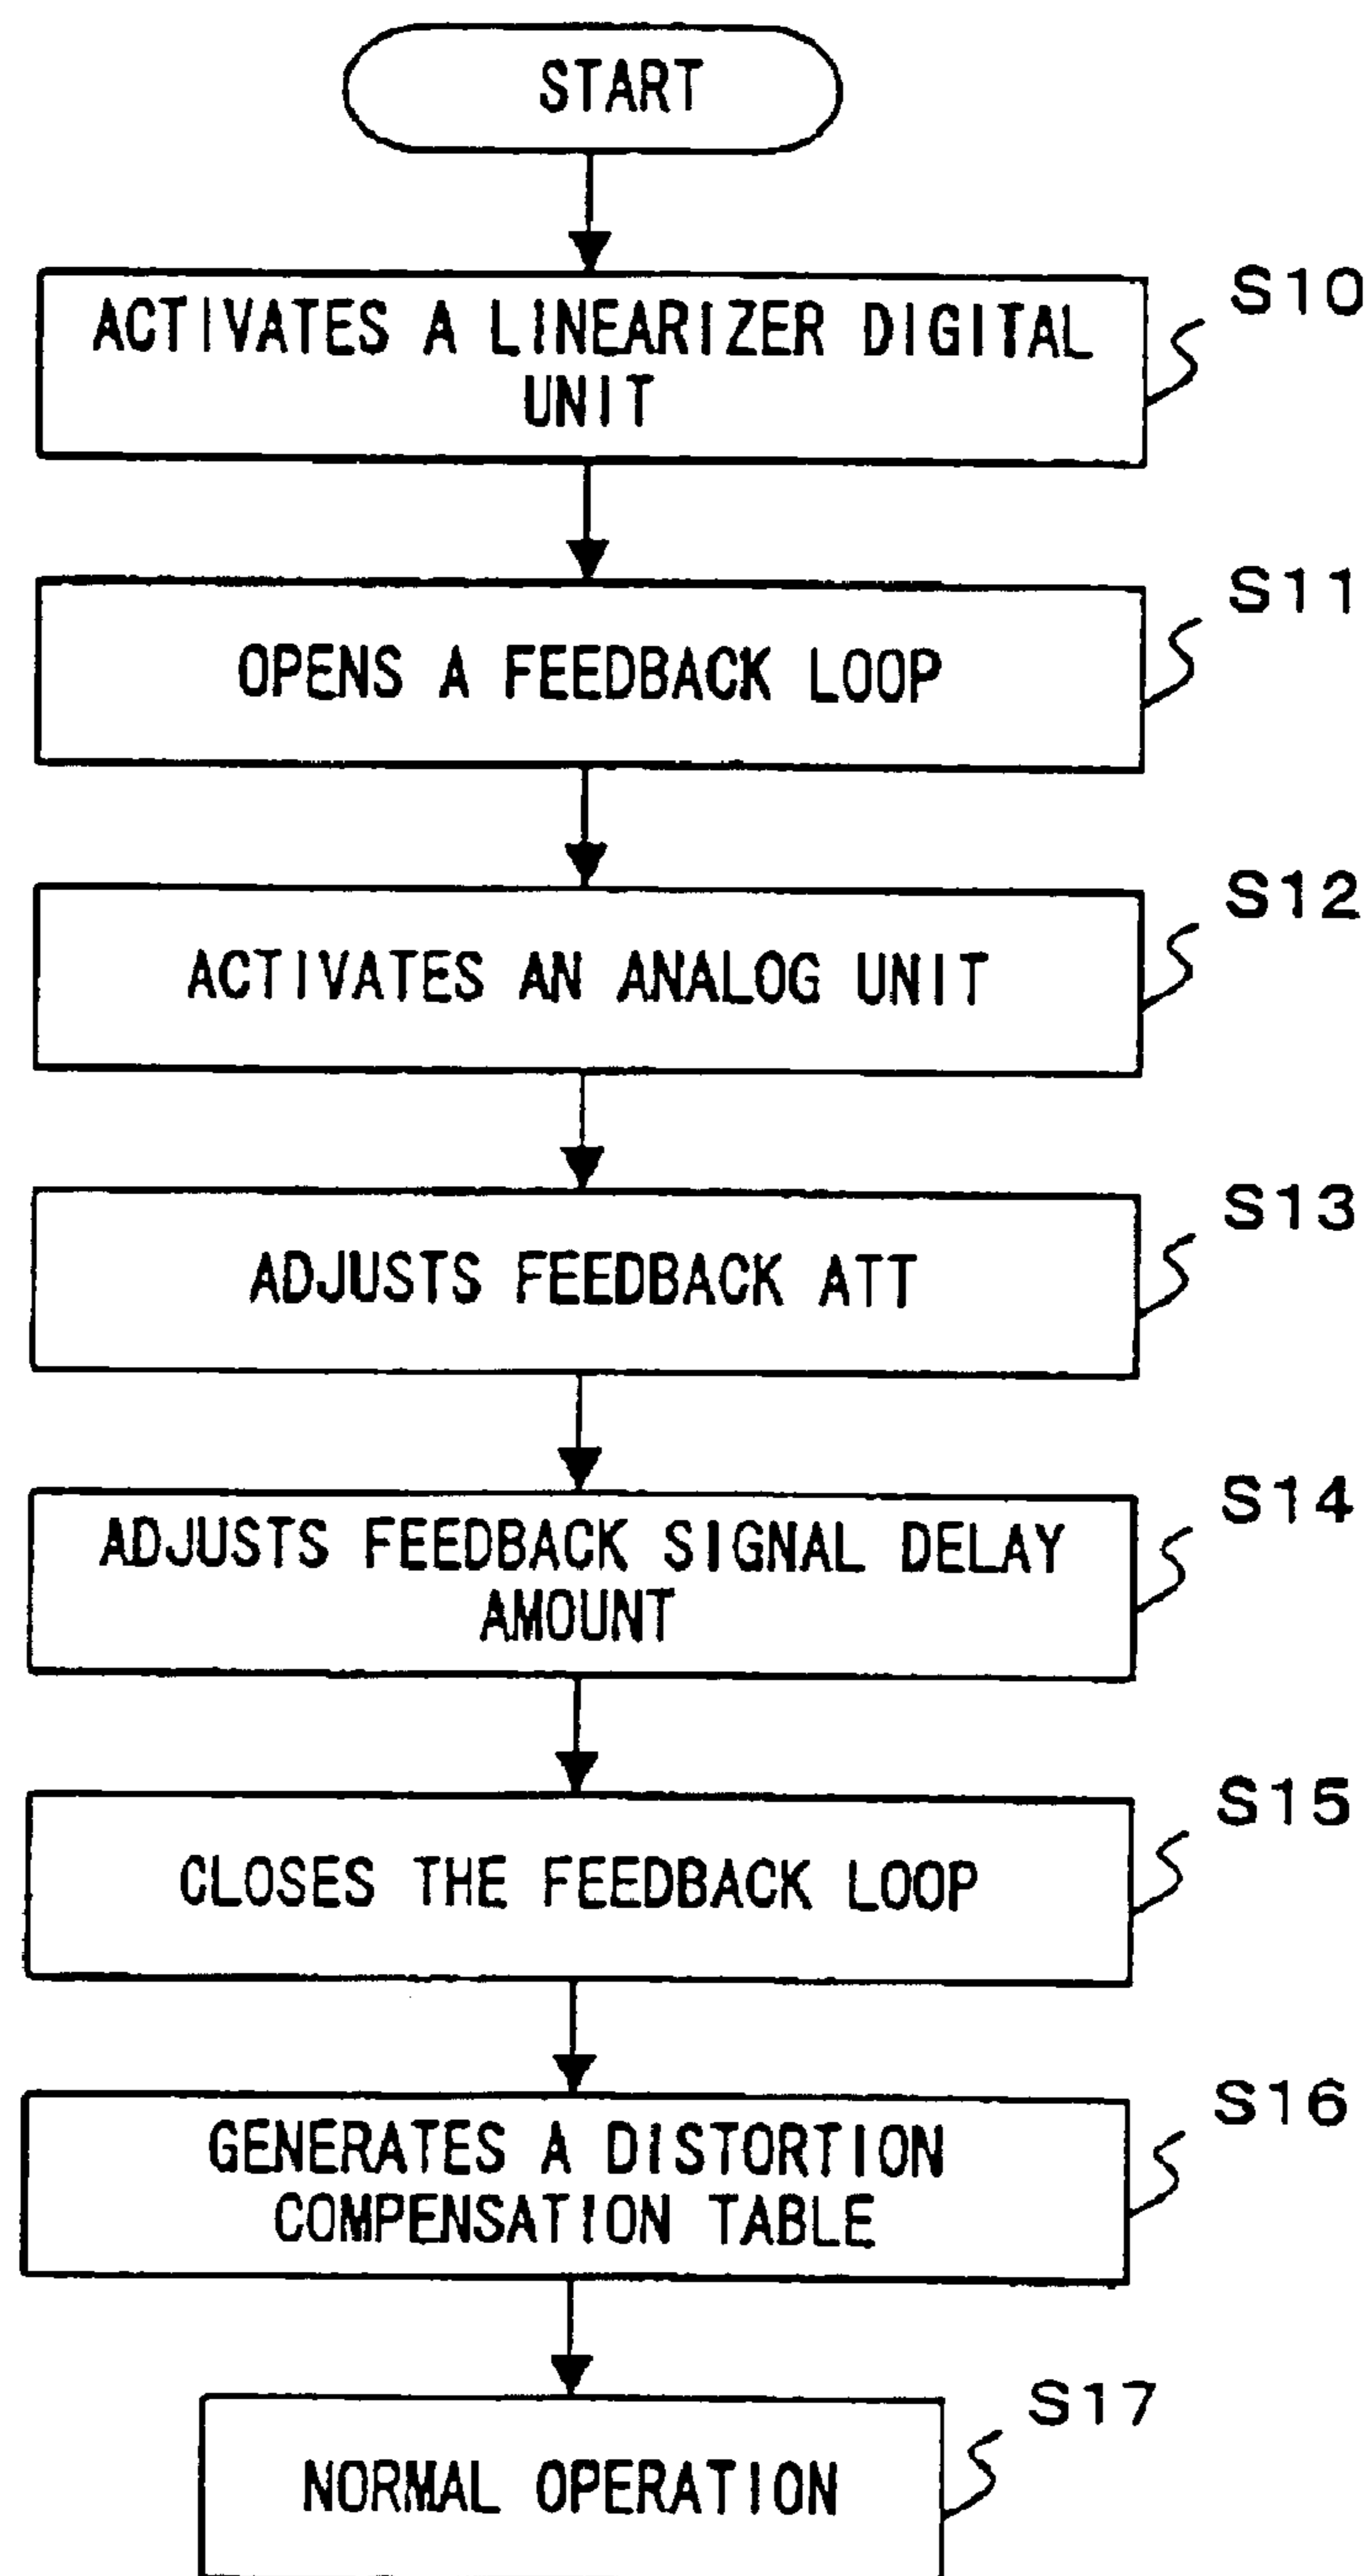 START
S10
ACTIVATES A LINEARIZER DIGITAL
UNIT
S11
OPENS A FEEDBACK LOOP
S12
ACTIVATES AN ANALOG UNIT
S13
ADJUSTS FEEDBACK ATT
S14
ADJUSTS FEEDBACK SIGNAL DELAY
AMOUNT
S15
CLOSES THE FEEDBACK LOOP
S16
GENERATES A DISTORTION
COMPENSATION TABLE
S17
NORMAL OPERATION